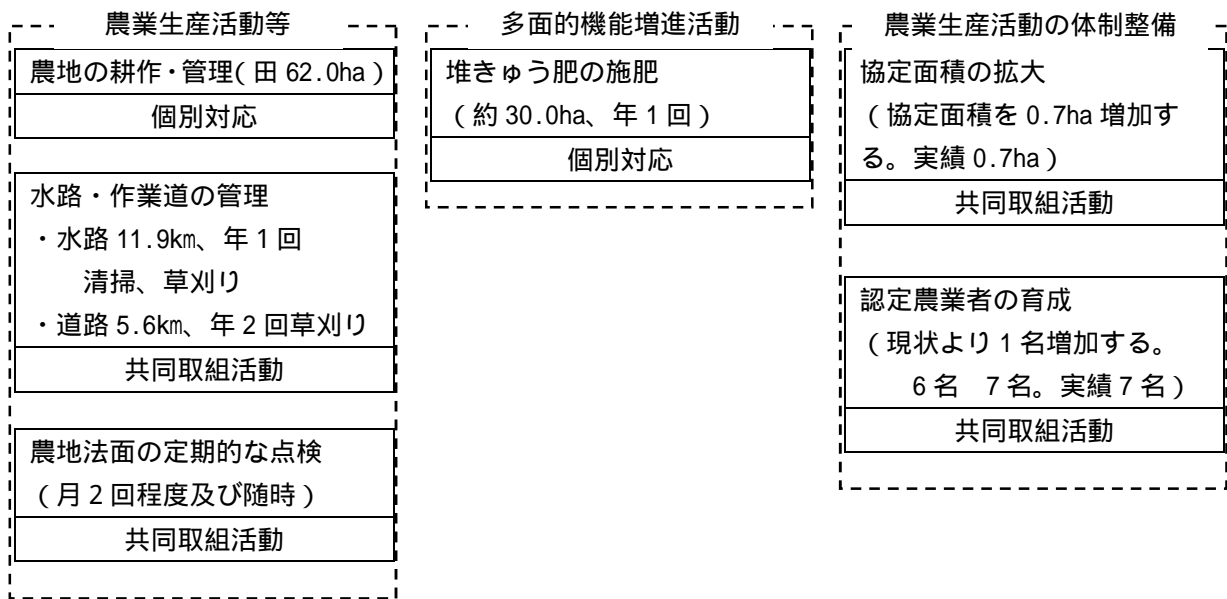 農業生産活動等
農地の耕作・管理（田 62.0ha）
個別対応
水路・作業道の管理
・水路 11.9㎞、年１回
清掃、草刈り
・道路 5.6㎞、年２回草刈り
共同取組活動
農地法面の定期的な点検
（月２回程度及び随時）
共同取組活動
多面的機能増進活動
堆きゅう肥の施肥
（約 30.0ha、年１回）
個別対応
農業生産活動の体制整備
協定面積の拡大
（協定面積を 0.7ha 増加す
る。実績 0.7ha）
共同取組活動
認定農業者の育成
（現状より１名増加する。
６名　７名。実績７名）
共同取組活動